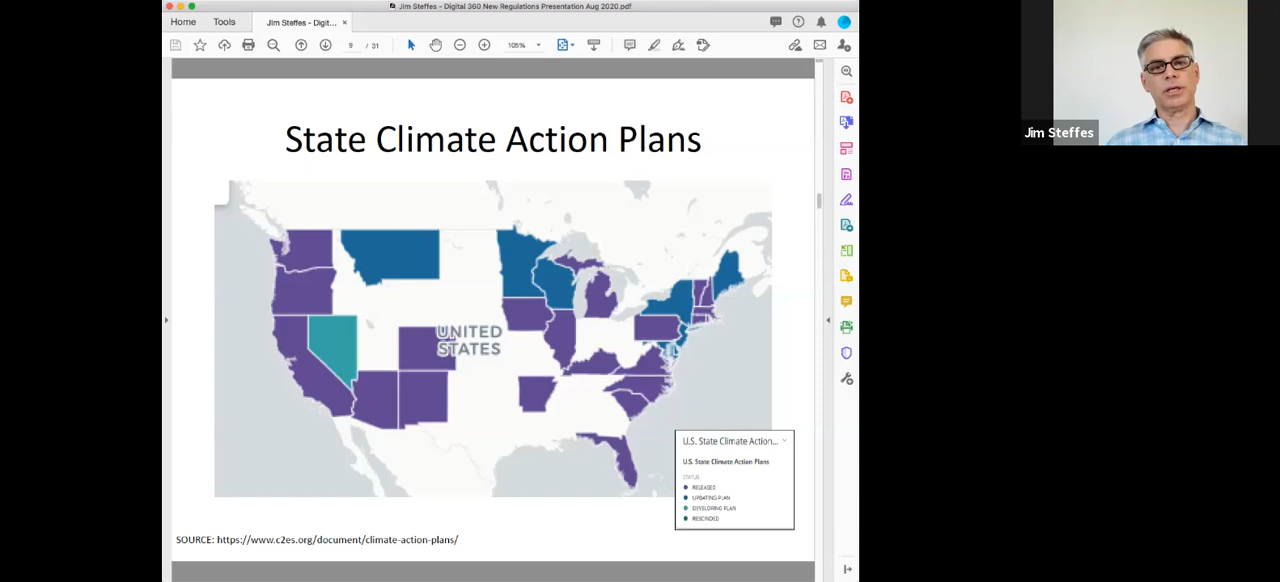 Jim Steffes - Digital 360 New Regulations Presentation Aug 2020.pdf
Home
Tools
Jim Steffes - Digit... ×
9 / 31
105%
State Climate Action Plans
UNITED
STATES
U.S. State Climate Action...
U.S. State Climate Action Plans
STATUS
RELEASED
UPDATING PLAN
DEVELOPING PLAN
RESCINDED
SOURCE: https://www.c2es.org/document/climate-action-plans/
Jim Steffes